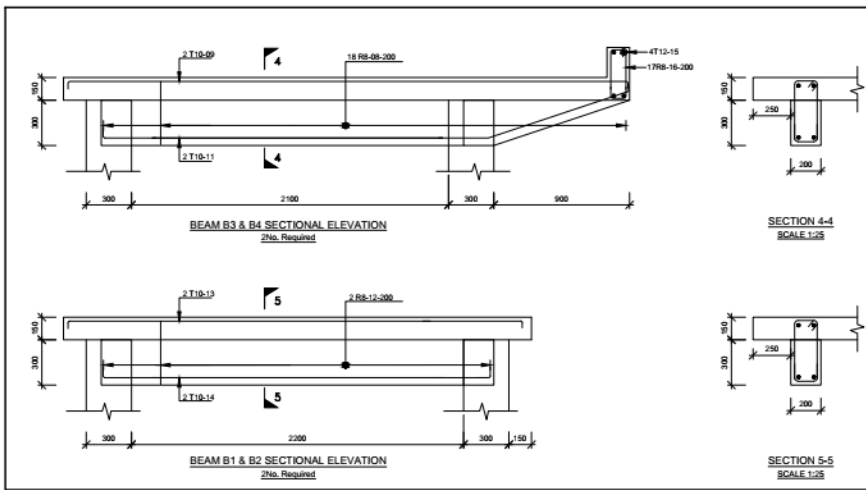 2 T10-09
4
18 R8-08-200
4T12-15
17R8-16-200
150
300
2 T10-11
4
250
200
300
2100
300
900
BEAM B3 & B4 SECTIONAL ELEVATION
2No. Required
SECTION 4-4
SCALE 1:25
150
300
2 T10-13
5
2 R8-12-200
150
300
2 T10-14
5
250
200
300
2200
300
150
BEAM B1 & B2 SECTIONAL ELEVATION
2No. Required
SECTION 5-5
SCALE 1:25
150
300